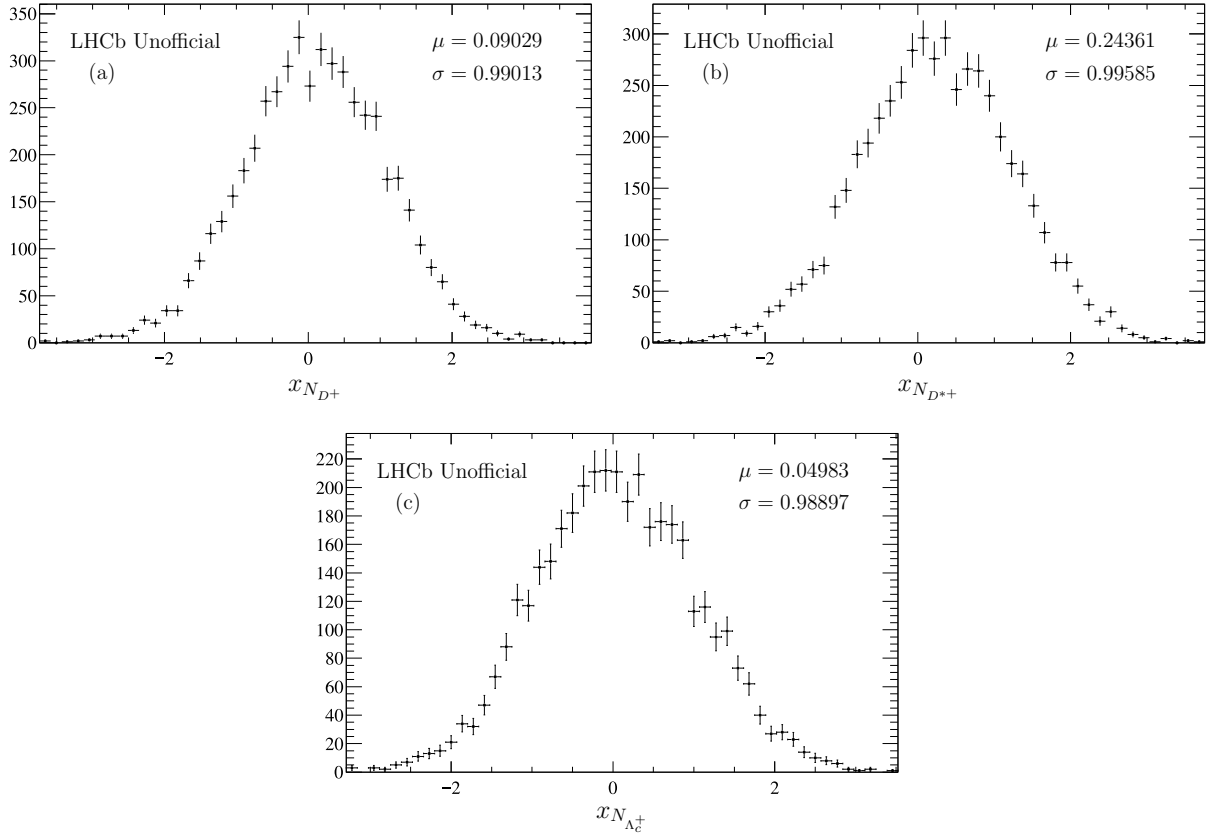 350
300
250
200
150
100
50
0
LHCb Unofficial
(a)
μ = 0.09029
σ = 0.99013
−2 0 2
x_{N_{D^+}}
300
250
200
150
100
50
0
LHCb Unofficial
(b)
μ = 0.24361
σ = 0.99585
−2 0 2
x_{N_{D^{*+}}}
220
200
180
160
140
120
100
80
60
40
20
0
LHCb Unofficial
(c)
μ = 0.04983
σ = 0.98897
−2 0 2
x_{N_{Λ_c^+}}